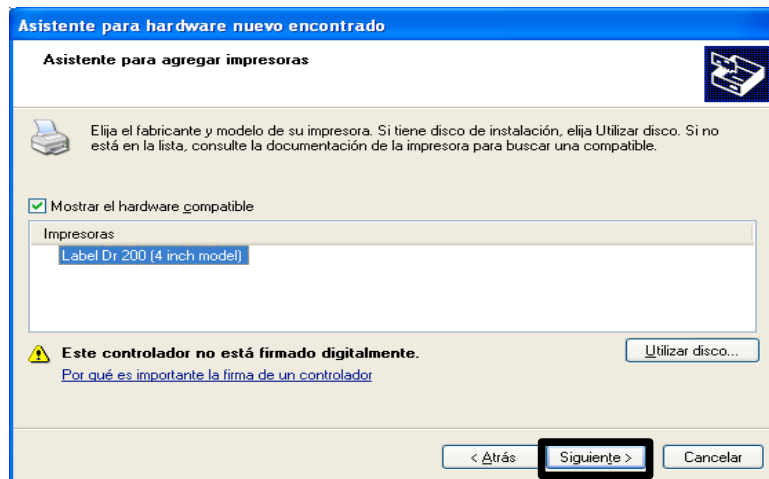 Asistente para hardware nuevo encontrado
Asistente para agregar impresoras
Elija el fabricante y modelo de su impresora. Si tiene disco de instalación, elija Utilizar disco. Si no
está en la lista, consulte la documentación de la impresora para buscar una compatible.
Mostrar el hardware compatible
Impresoras
Label Dr 200 (4 inch model)
Este controlador no está firmado digitalmente.
Utilizar disco...
Por qué es importante la firma de un controlador
< Atrás Siguiente > Cancelar